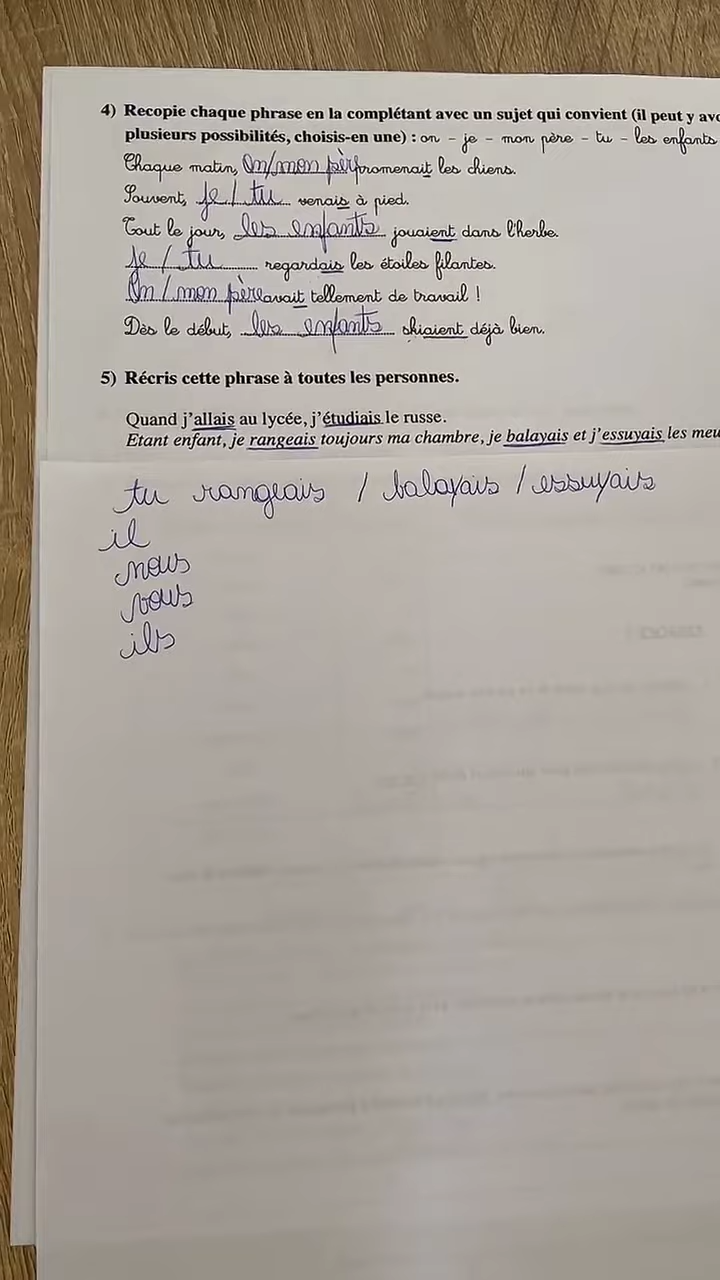 4) Recopie chaque phrase en la complétant avec un sujet qui convient (il peut y avo
plusieurs possibilités, choisis-en une) : on - je - mon père - tu - les enfants
Chaque matin, On/mon père promenait les chiens.
Souvent, je / tu venais à pied.
Tout le jour, les enfants jouaient dans l'herbe.
je / tu regardais les étoiles filantes.
On / mon père avait tellement de travail !
Dès le début, les enfants skiaient déjà bien.
5) Récris cette phrase à toutes les personnes.
Quand j'allais au lycée, j'étudiais le russe.
Etant enfant, je rangeais toujours ma chambre, je balayais et j'essuyais les meu
tu rangeais / balayais / essuyais
il
nous
vous
ils